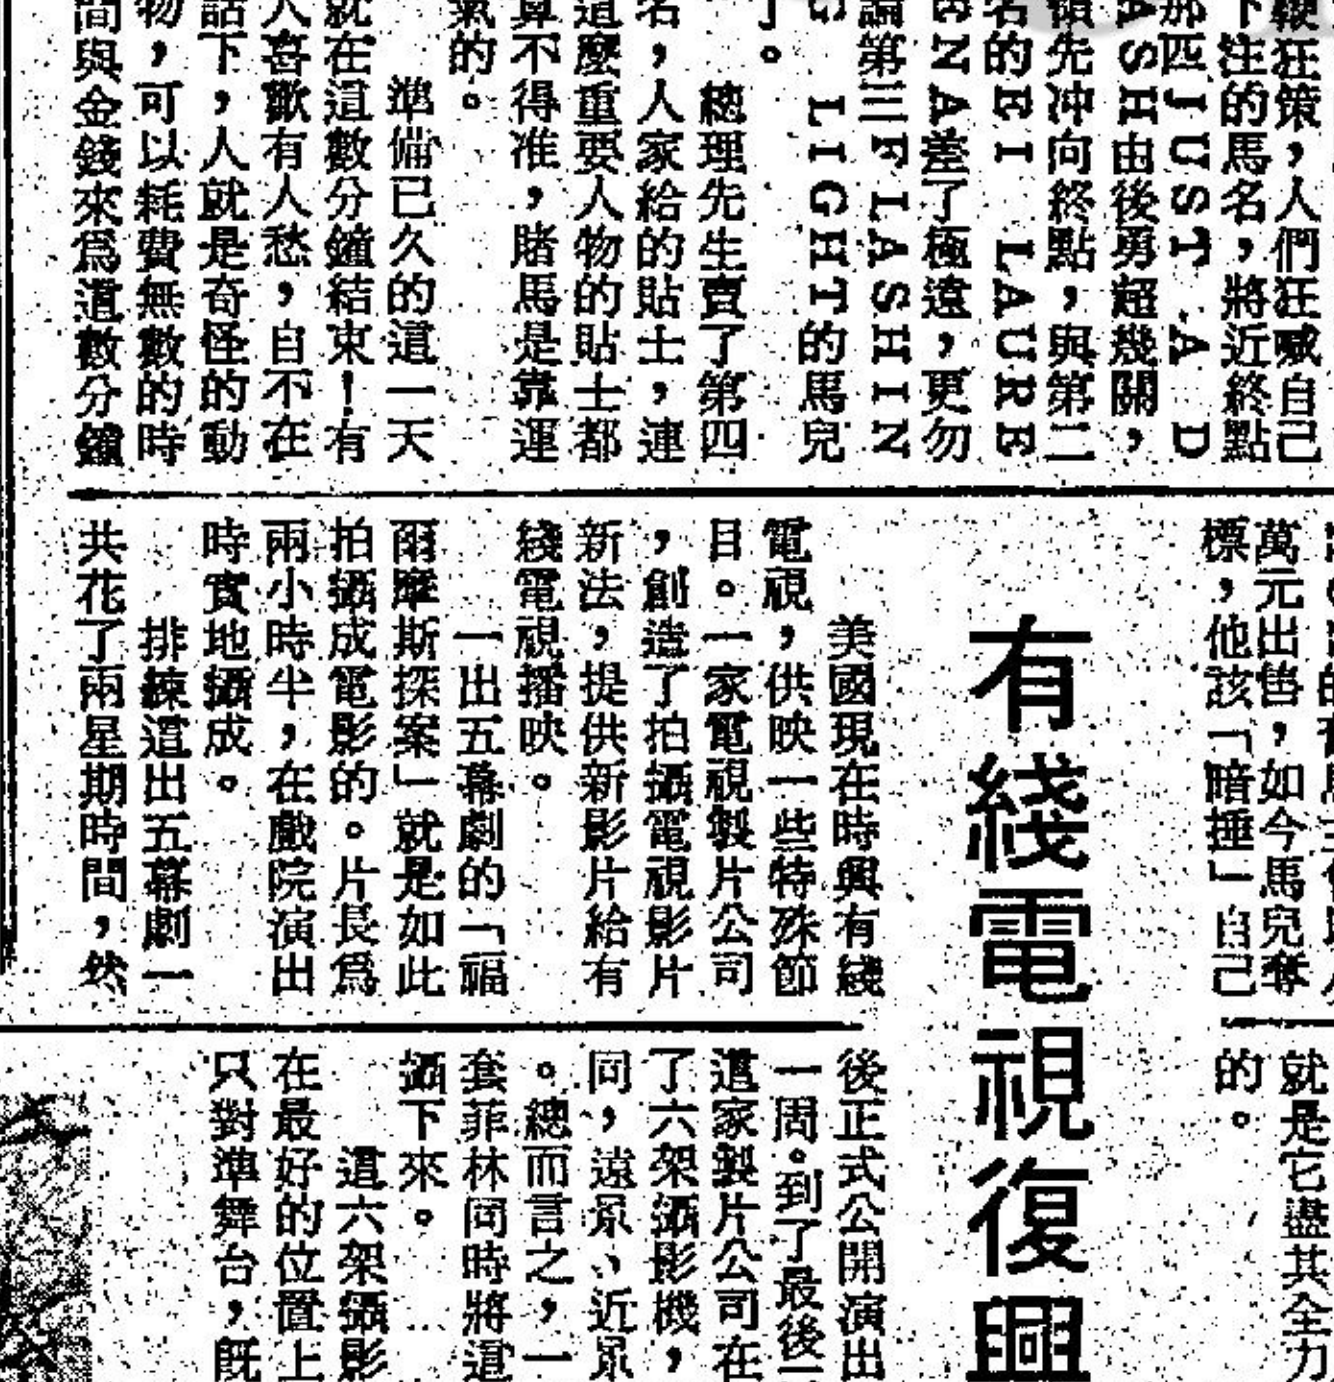 鞭狂策，人們狂喊自己
下注的馬名，將近終點
那四JUST A D
ASH由後勇超幾關，
領先冲向終點，與第二
名的REI LAURE
ENA差了極遠，更勿
論第三FLASHIN
G LIGHT的馬兒
了。
總理先生賣了第四
名，人家給的貼士，連
這麼重要人物的貼士都
算不得准，賭馬是靠運
氣的。
準備已久的這一天
就在這數分鐘結束！有
人喜歡有人愁，自不在
話下，人就是奇怪的動
物，可以耗費無數的時
間與金錢來爲這數分鐘
萬元出售，如今馬兒奪
標，他該「暗捶」自己
就是它盡其全力
的。
有綫電視復興
美國現在時興有綫
電視，供映一些特殊節
目。一家電視製片公司
，創造了拍攝電視影片
新法，提供新影片給有
綫電視播映。
一出五幕劇的「福
爾摩斯探案」就是如此
拍攝成電影的。片長爲
兩小時半，在戲院演出
時實地攝成。
排練這出五幕劇一
共花了兩星期時間，然
後正式公開演出
一周。到了最後一
這家製片公司在
了六架攝影機，
同，遠景、近景
。總而言之，一
套菲林同時將這
攝下來。
這六架攝影
在最好的位置上
只對準舞台，既